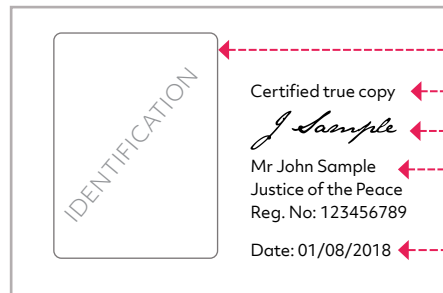 IDENTIFICATION
Certified true copy
J Sample
Mr John Sample
Justice of the Peace
Reg. No: 123456789
Date: 01/08/2018